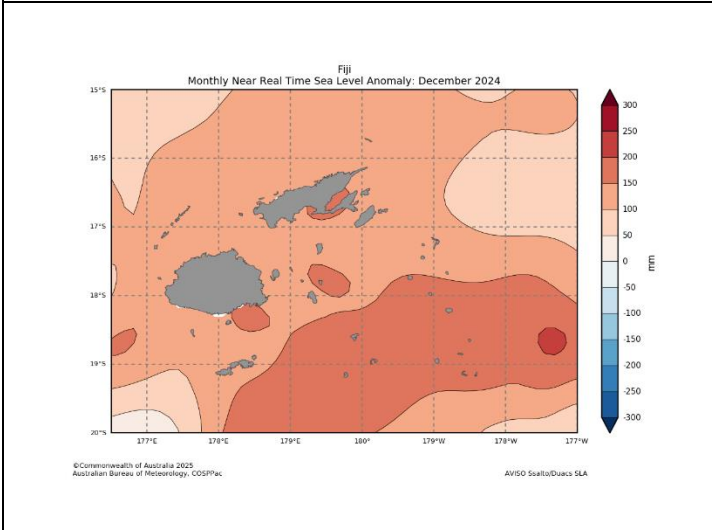 Fiji
Monthly Near Real Time Sea Level Anomaly: December 2024
15°S
16°S
17°S
18°S
19°S
20°S
177°E
178°E
179°E
180°
179°W
178°W
177°W
300
250
200
150
100
50
0
-50
-100
-150
-200
-250
-300
mm
©Commonwealth of Australia 2025
Australian Bureau of Meteorology, COSPPac
AVISO Ssalto/Duacs SLA